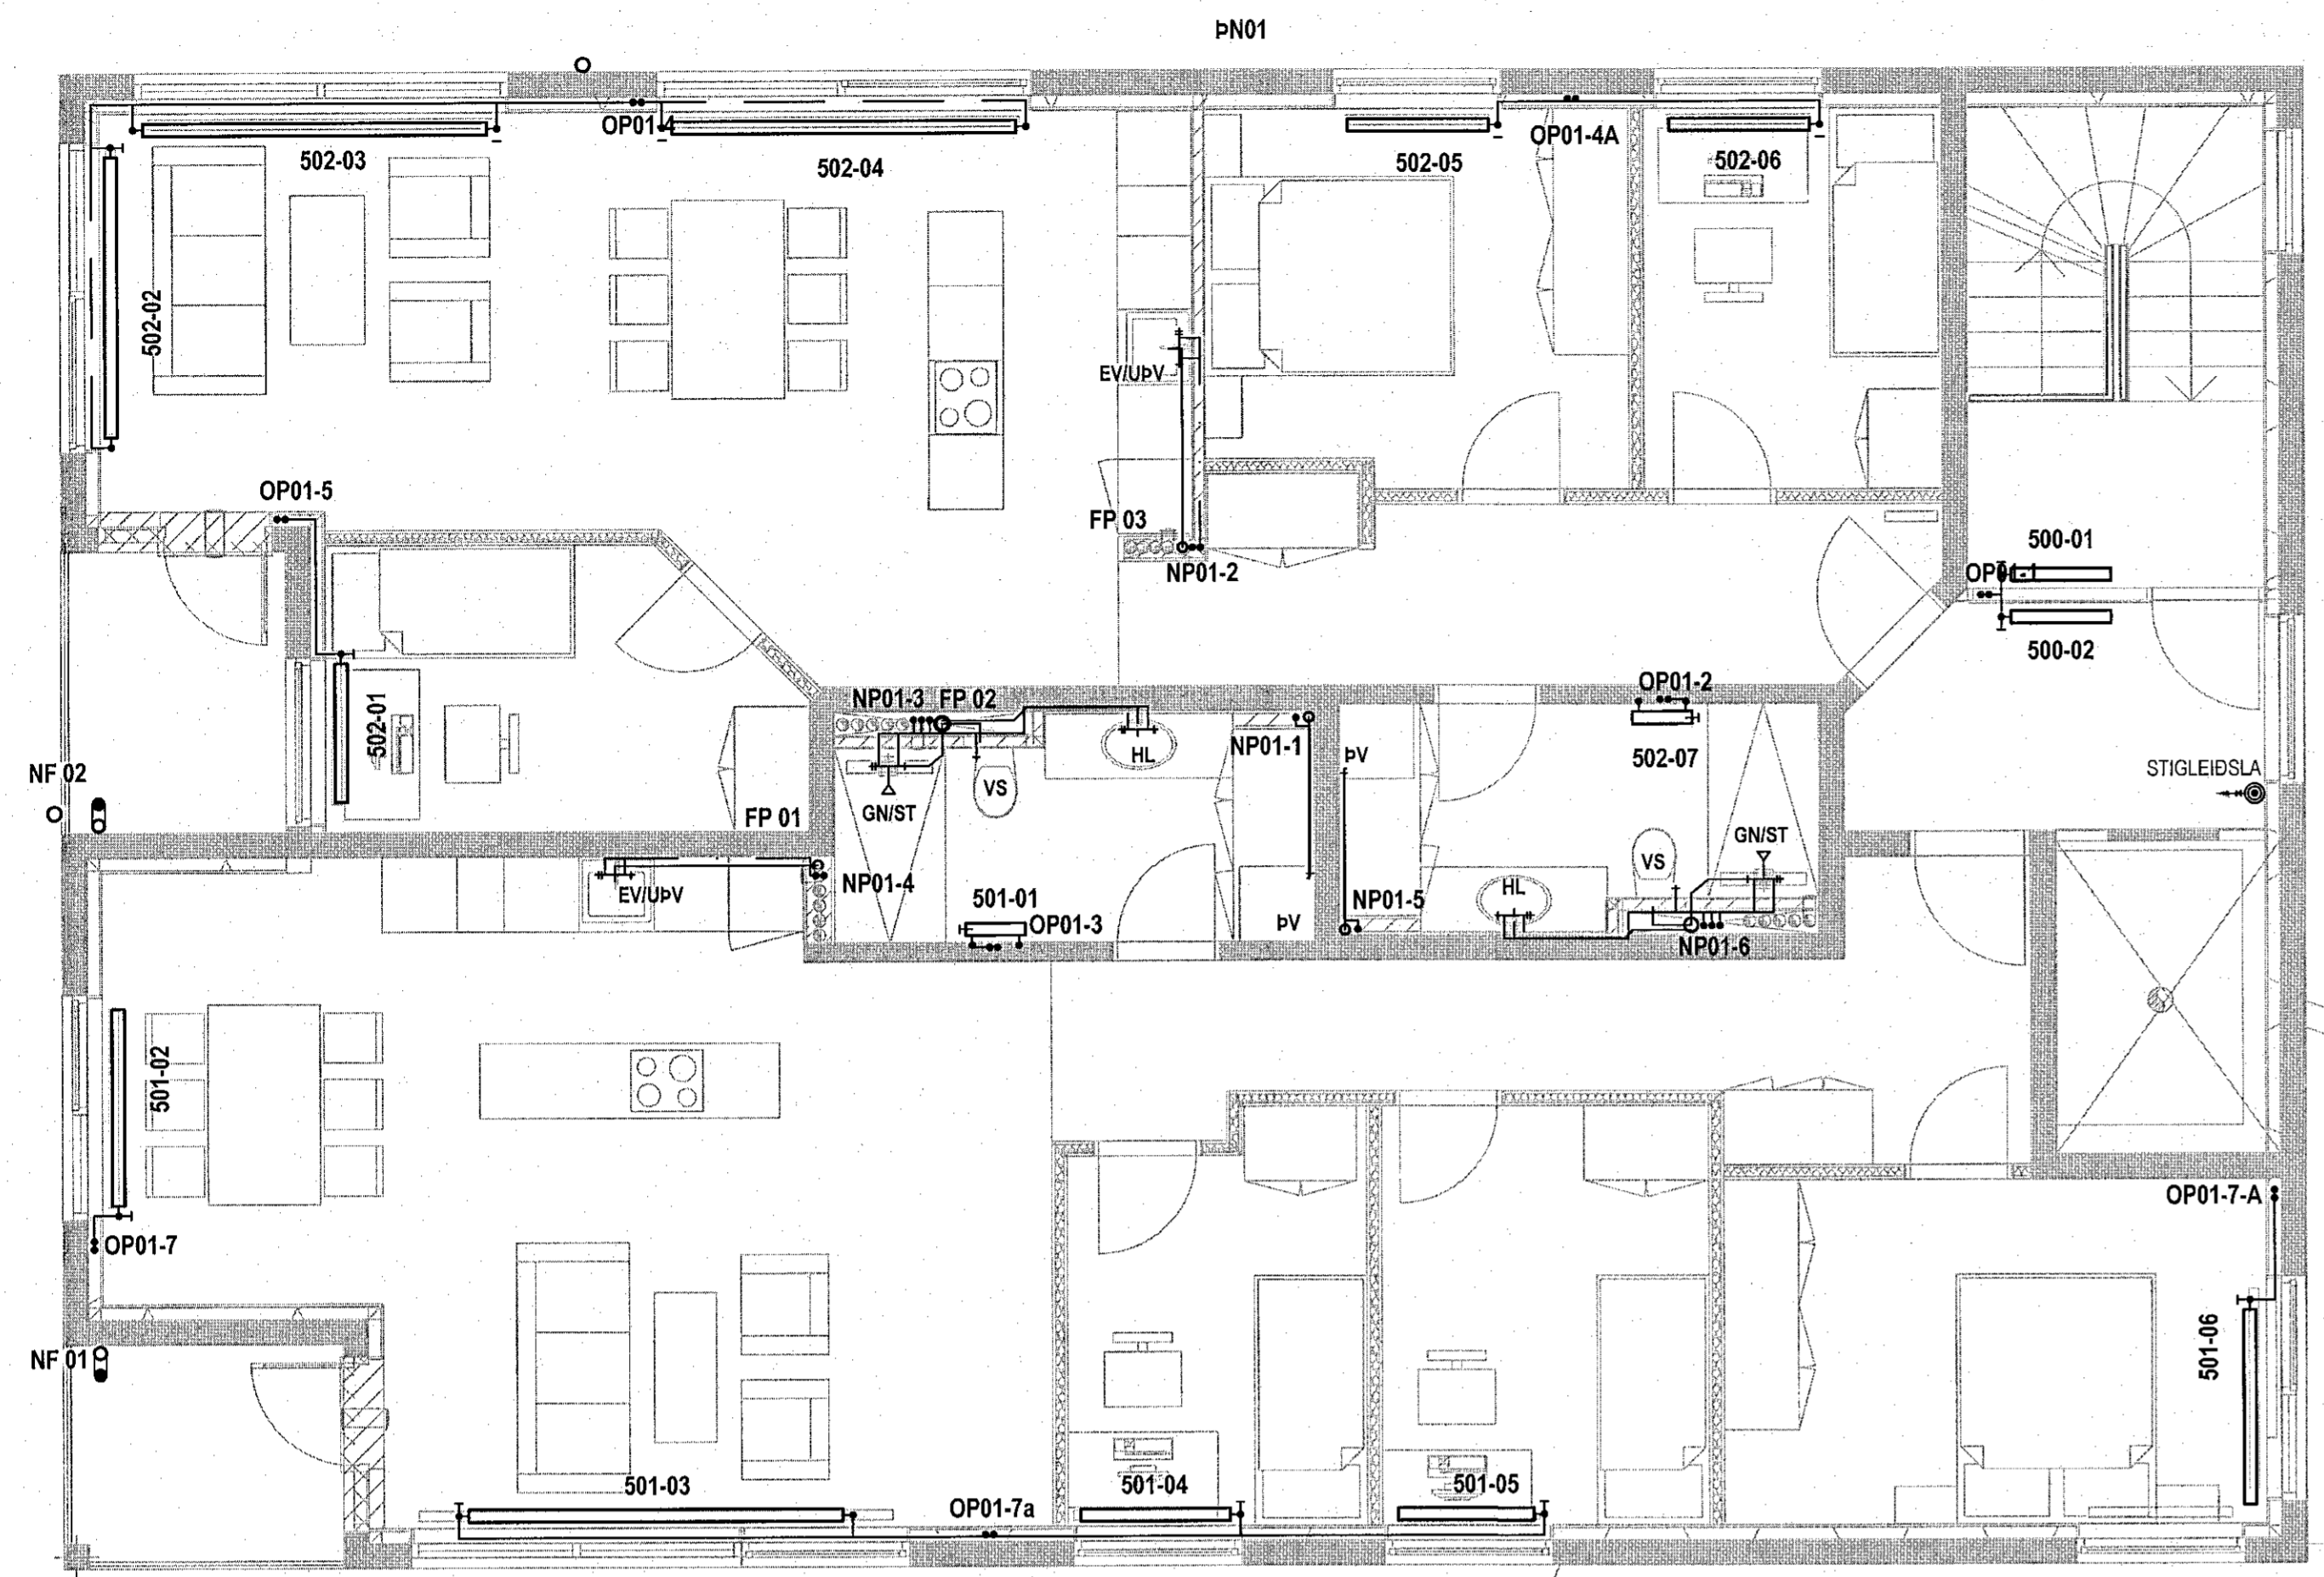 ÞN01
OP01-4
502-03
502-04
502-05
OP01-4A
502-06
502-02
EV/UÞV
OP01-5
FP 03
NP01-2
500-01
OP01-1
500-02
502-01
NP01-3
FP 02
OP01-2
HL
NP01-1
ÞV
502-07
NF 02
VS
GN/ST
STIGLEIÐSLA
FP 01
GN/ST
VS
NP01-4
EV/UÞV
501-01
OP01-3
ÞV
NP01-5
HL
NP01-6
501-02
OP01-7
OP01-7-A
NF 01
501-06
501-03
OP01-7a
501-04
501-05